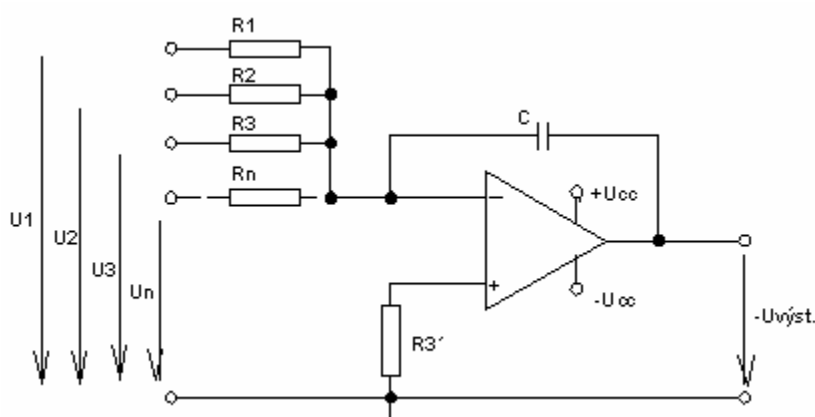 R1
R2
R3
Rn
C
+Ucc
-Ucc
U1
U2
U3
Un
-Uvýst.
R3´
−
+